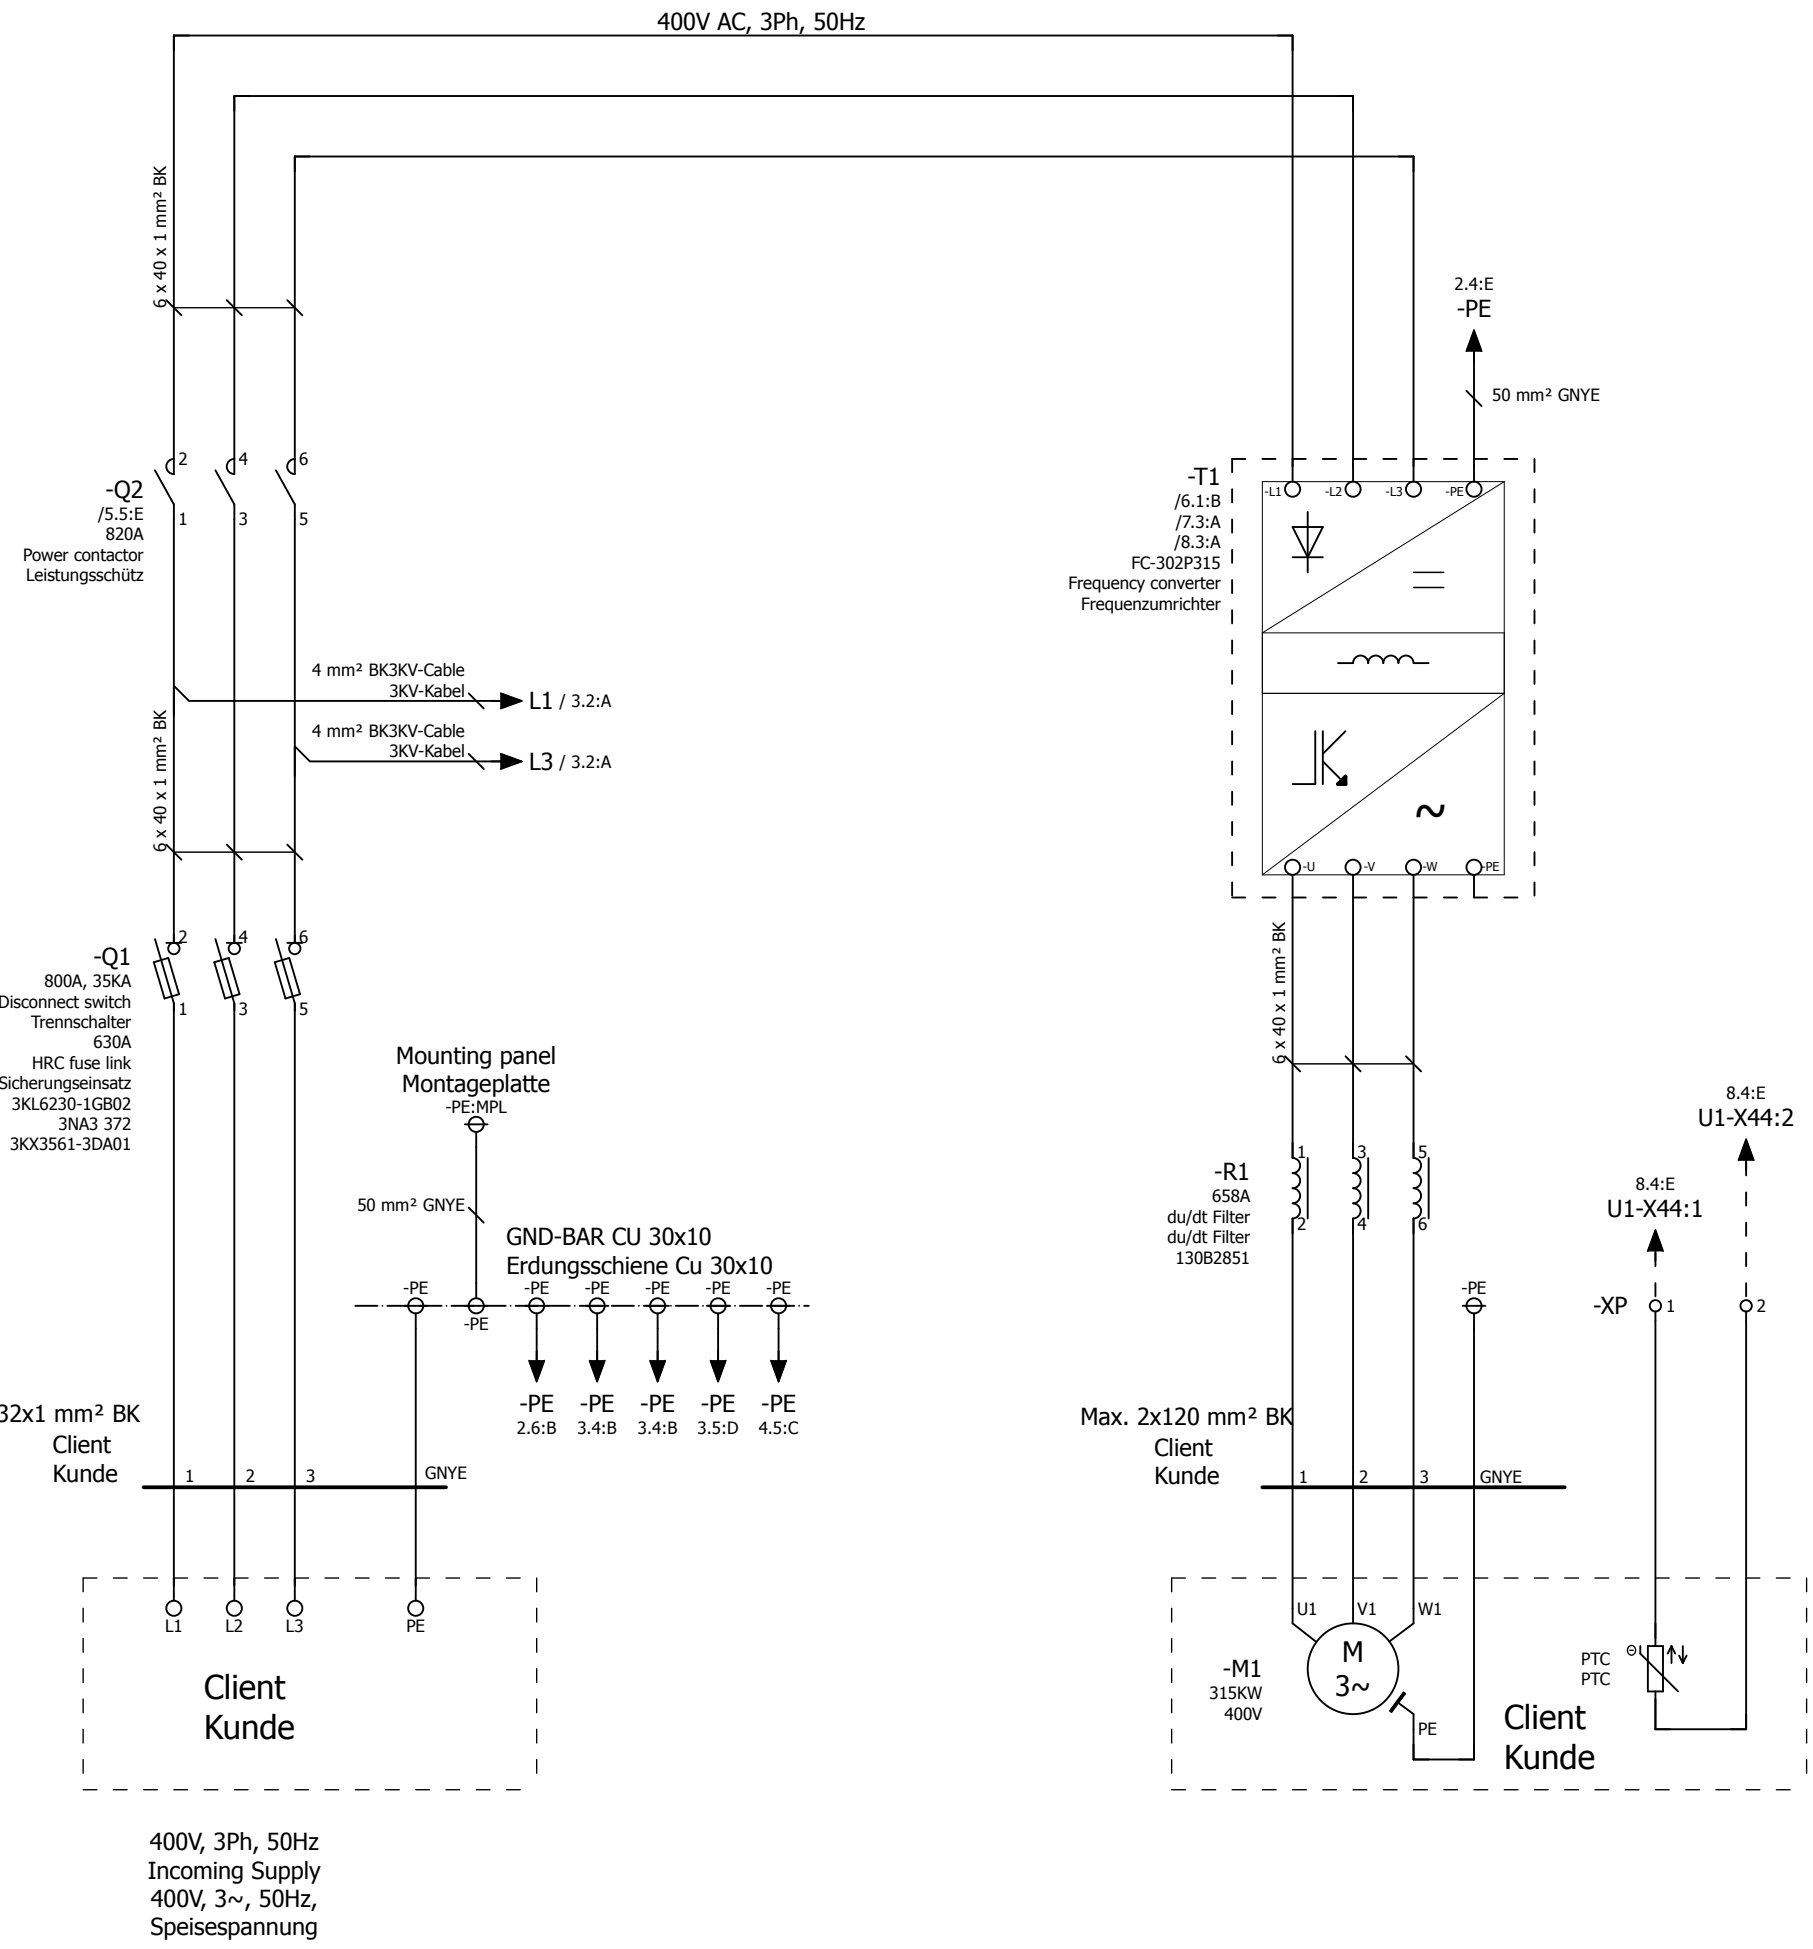 400V AC, 3Ph, 50Hz
6 x 40 x 1 mm² BK
2.4:E
-PE
50 mm² GNYE
-Q2
/5.5:E
820A
Power contactor
Leistungsschütz
2 4 6
1 3 5
-T1
/6.1:B
/7.3:A
/8.3:A
FC-302P315
Frequency converter
Frequenzumrichter
-L1 -L2 -L3 -PE
4 mm² BK3KV-Cable
3KV-Kabel
L1 / 3.2:A
4 mm² BK3KV-Cable
3KV-Kabel
L3 / 3.2:A
6 x 40 x 1 mm² BK
~
-U -V -W -PE
-Q1
800A, 35KA
Disconnect switch
Trennschalter
630A
HRC fuse link
Sicherungseinsatz
3KL6230-1GB02
3NA3 372
3KX3561-3DA01
2 4 6
1 3 5
6 x 40 x 1 mm² BK
Mounting panel
Montageplatte
-PE:MPL
50 mm² GNYE
GND-BAR CU 30x10
Erdungsschiene Cu 30x10
-PE -PE -PE -PE -PE -PE
-PE
-PE -PE -PE -PE -PE
2.6:B 3.4:B 3.4:B 3.5:D 4.5:C
-R1
658A
du/dt Filter
du/dt Filter
130B2851
1 3 5
2 4 6
-PE
8.4:E
U1-X44:2
8.4:E
U1-X44:1
-XP 1 2
32x1 mm² BK
Client
Kunde
1 2 3 GNYE
Max. 2x120 mm² BK
Client
Kunde
1 2 3 GNYE
L1 L2 L3 PE
Client
Kunde
U1 V1 W1
M
3~
-M1
315KW
400V
PE
PTC
PTC
Θ
Client
Kunde
400V, 3Ph, 50Hz
Incoming Supply
400V, 3~, 50Hz,
Speisespannung